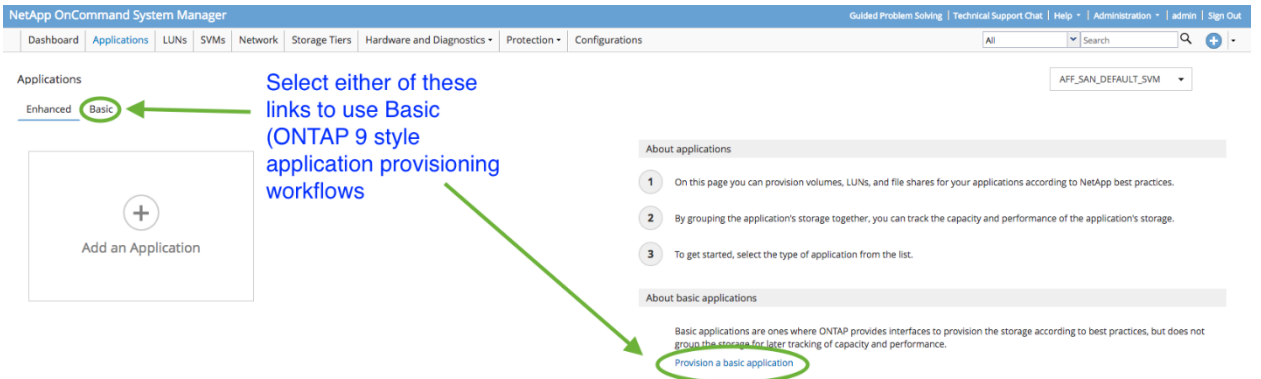 NetApp OnCommand System Manager
Guided Problem Solving | Technical Support Chat | Help | Administration | admin | Sign Out
Dashboard Applications LUNs SVMs Network Storage Tiers Hardware and Diagnostics Protection Configurations
All Search
Applications
AFF_SAN_DEFAULT_SVM
Enhanced Basic
Select either of these
links to use Basic
(ONTAP 9 style
application provisioning
workflows
Add an Application
About applications
1 On this page you can provision volumes, LUNs, and file shares for your applications according to NetApp best practices.
2 By grouping the application's storage together, you can track the capacity and performance of the application's storage.
3 To get started, select the type of application from the list.
About basic applications
Basic applications are ones where ONTAP provides interfaces to provision the storage according to best practices, but does not
group the storage for later tracking of capacity and performance.
Provision a basic application